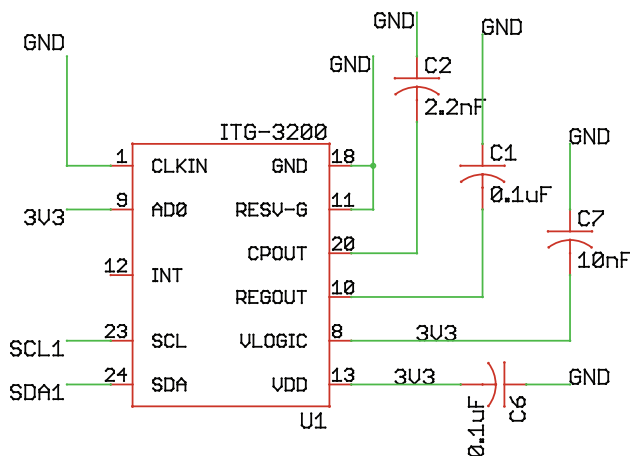 GND
GND
GND
GND
C2
2.2nF
ITG-3200
1 CLKIN GND 18
C1
0.1uF
GND
3V3
9 AD0 RESV-G 11
C7
10nF
CPOUT 20
12 INT
REGOUT 10
SCL1
23 SCL VLOGIC 8
3V3
SDA1
24 SDA VDD 13
3V3
GND
0.1uF
C6
U1